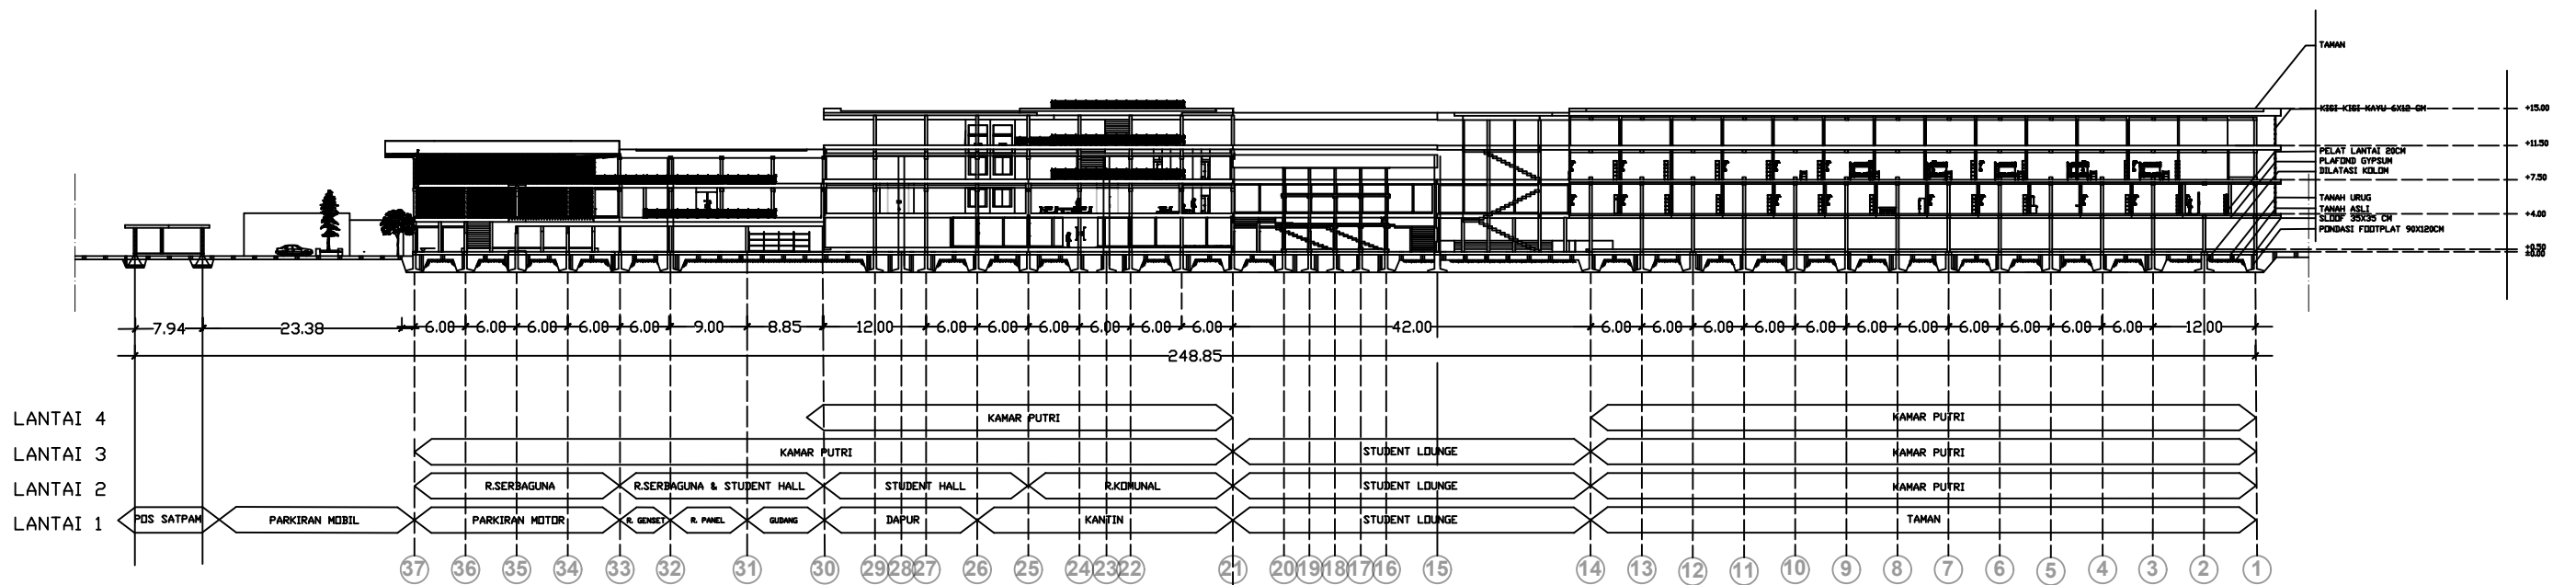 TAMAN
KISI KISI KAYU 6X12 CM
+15.00
+11.50
PELAT LANTAI 20CM
PLAFOND GYPSUM
DILATASI KOLOM
+7.50
TANAH URUG
TANAH ASLI
+4.00
SLOOF 35X35 CM
PONDASI FOOTPLAT 90X120CM
+0.50
±0.00
7.94 23.38 6.00 6.00 6.00 6.00 6.00 9.00 8.85 12.00 6.00 6.00 6.00 6.00 6.00 6.00 42.00 6.00 6.00 6.00 6.00 6.00 6.00 6.00 6.00 6.00 6.00 6.00 12.00
248.85
LANTAI 4 KAMAR PUTRI KAMAR PUTRI
LANTAI 3 KAMAR PUTRI STUDENT LOUNGE KAMAR PUTRI
LANTAI 2 R.SERBAGUNA R.SERBAGUNA & STUDENT HALL STUDENT HALL R.KOMUNAL STUDENT LOUNGE KAMAR PUTRI
LANTAI 1 POS SATPAM PARKIRAN MOBIL PARKIRAN MOTOR R. GENSET R. PANEL GUDANG DAPUR KANTIN STUDENT LOUNGE TAMAN
37 36 35 34 33 32 31 30 29 28 27 26 25 24 23 22 21 20 19 18 17 16 15 14 13 12 11 10 9 8 7 6 5 4 3 2 1